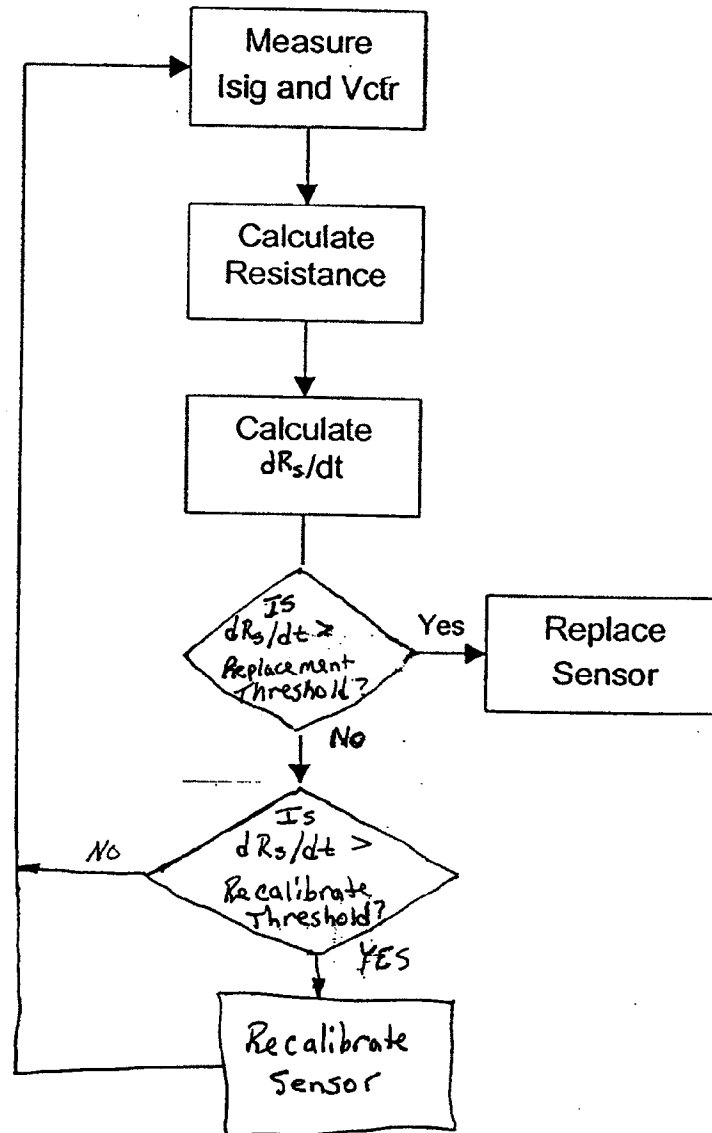 Measure
Isig and Vctr
Calculate
Resistance
Calculate
dRs/dt
Is
dRs/dt >
Replacement
Threshold?
Yes
Replace
Sensor
No
Is
dRs/dt >
Recalibrate
Threshold?
No
YES
Recalibrate
Sensor